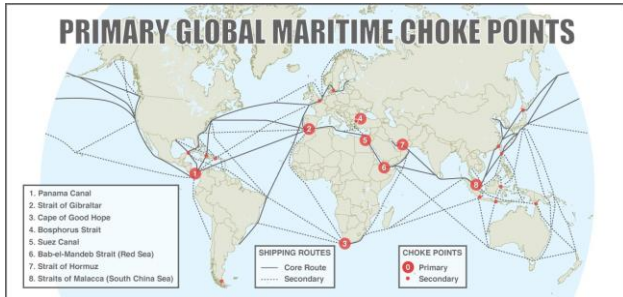 PRIMARY GLOBAL MARITIME CHOKE POINTS
4
2
5
7
1
6
8
3
1. Panama Canal
2. Strait of Gibraltar
3. Cape of Good Hope
4. Bosphorus Strait
5. Suez Canal
6. Bab-el-Mandeb Strait (Red Sea)
7. Strait of Hormuz
8. Straits of Malacca (South China Sea)
SHIPPING ROUTES
Core Route
Secondary
CHOKE POINTS
0 Primary
Secondary